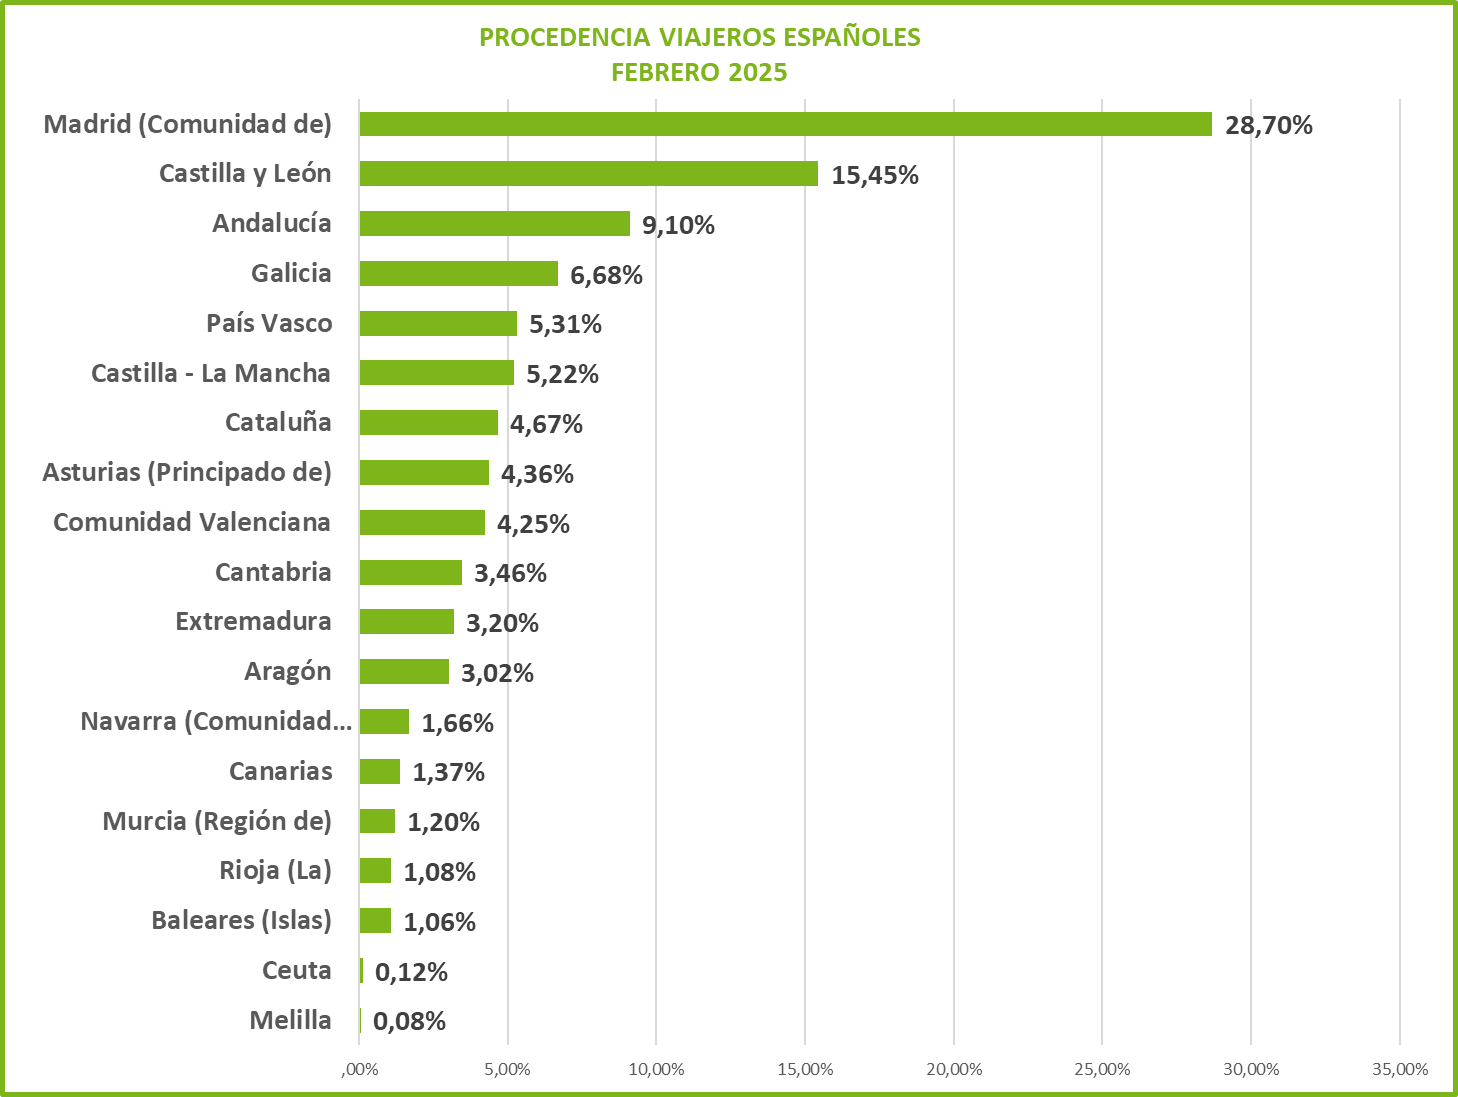 PROCEDENCIA VIAJEROS ESPAÑOLES
FEBRERO 2025
Madrid (Comunidad de) 28,70%
Castilla y León 15,45%
Andalucía 9,10%
Galicia 6,68%
País Vasco 5,31%
Castilla - La Mancha 5,22%
Cataluña 4,67%
Asturias (Principado de) 4,36%
Comunidad Valenciana 4,25%
Cantabria 3,46%
Extremadura 3,20%
Aragón 3,02%
Navarra (Comunidad... 1,66%
Canarias 1,37%
Murcia (Región de) 1,20%
Rioja (La) 1,08%
Baleares (Islas) 1,06%
Ceuta 0,12%
Melilla 0,08%
,00% 5,00% 10,00% 15,00% 20,00% 25,00% 30,00% 35,00%